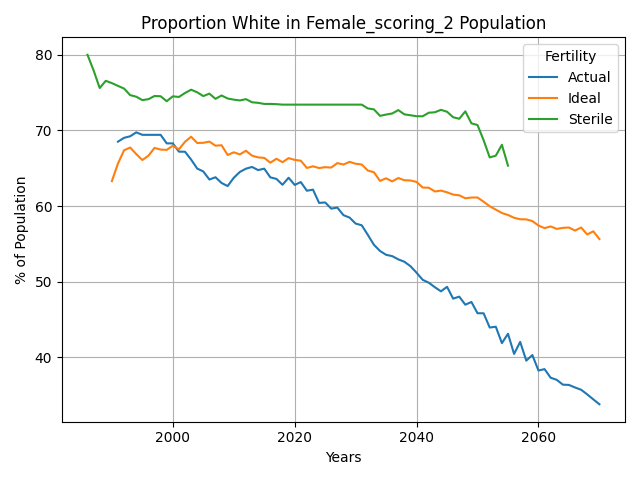 Proportion White in Female_scoring_2 Population
Fertility
Actual
Ideal
Sterile
80
70
60
50
40
% of Population
2000 2020 2040 2060
Years